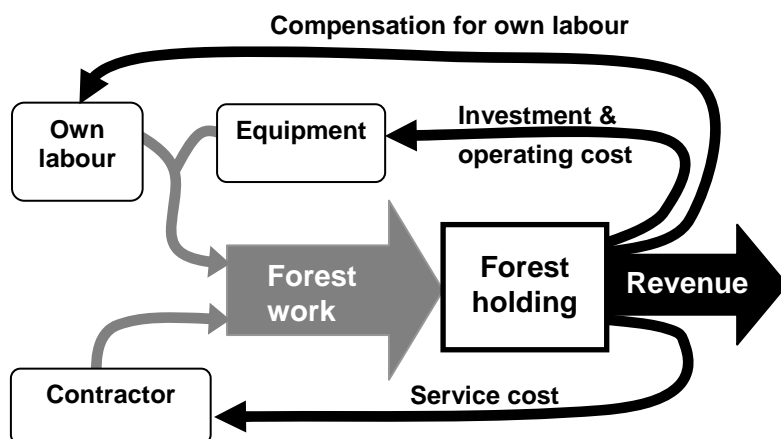 Compensation for own labour
Own
labour
Equipment
Investment &
operating cost
Forest
work
Forest
holding
Revenue
Contractor
Service cost